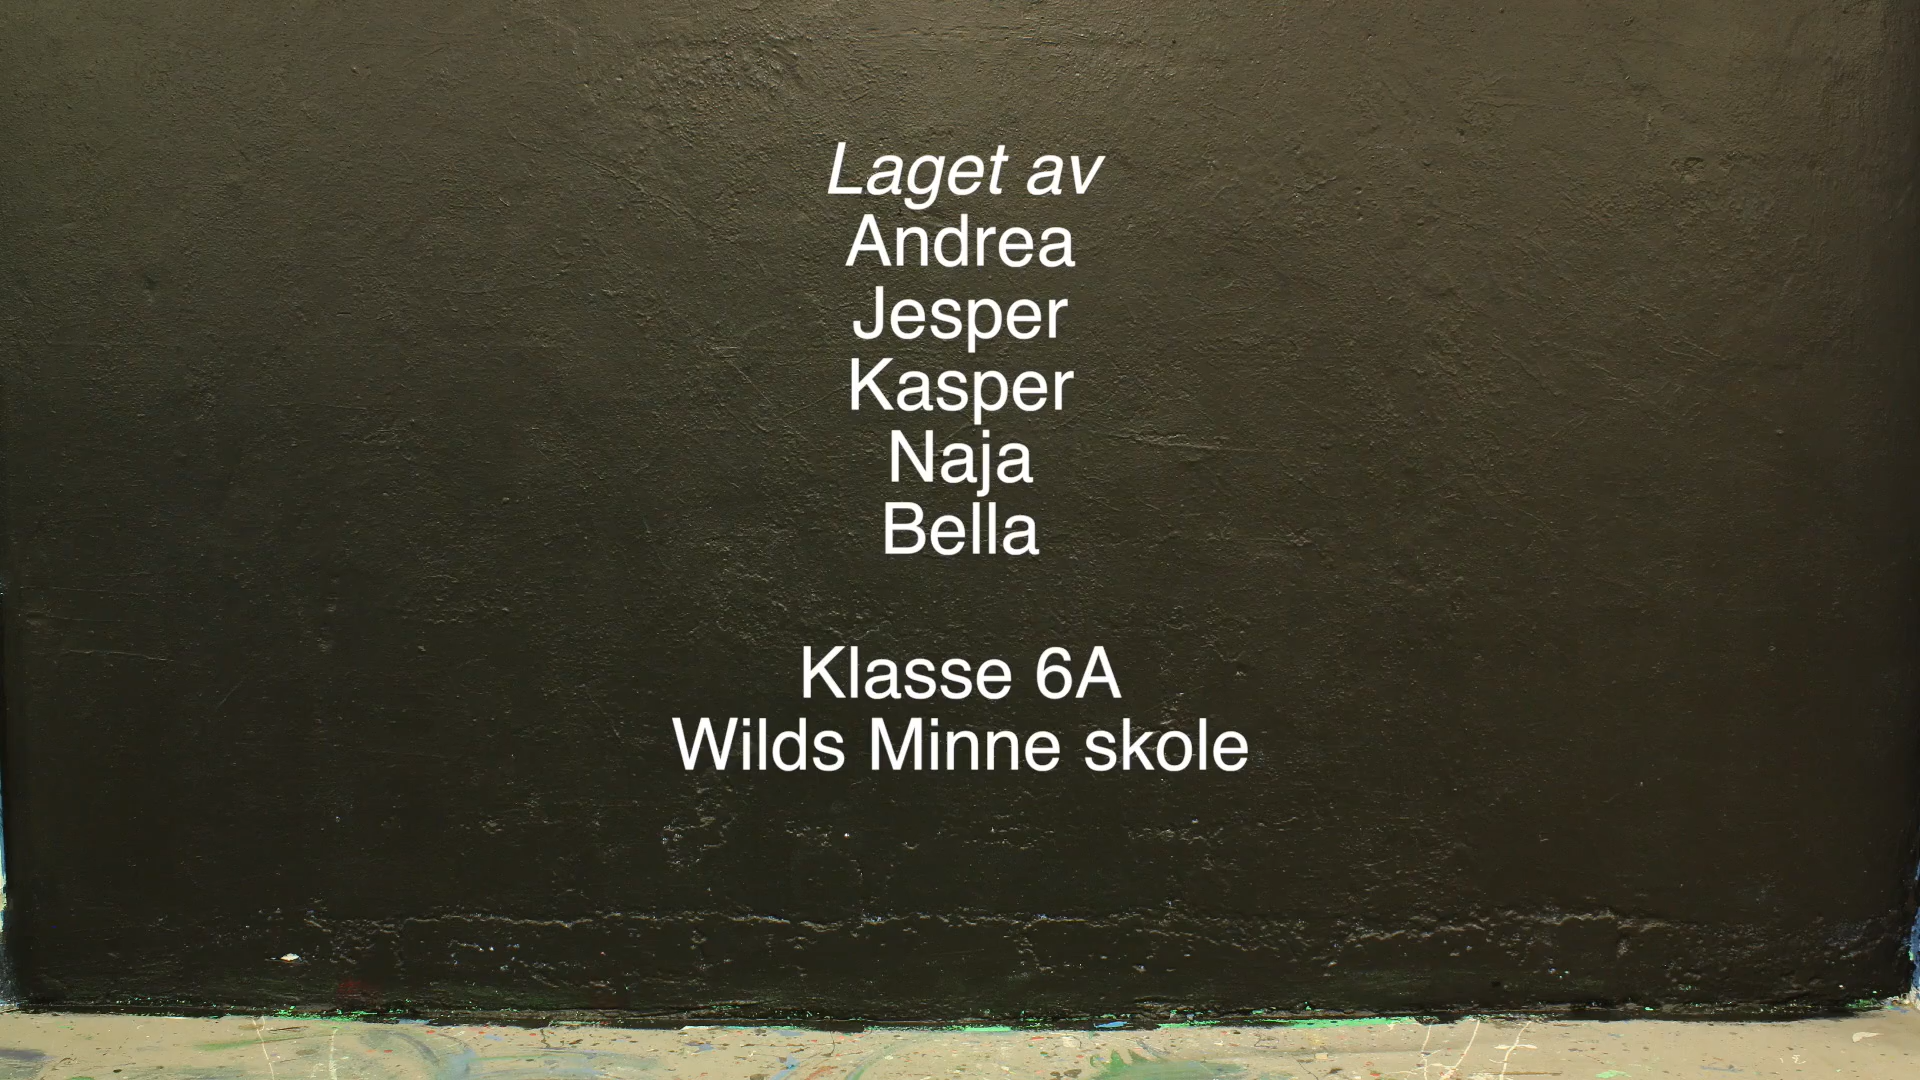 Laget av
Andrea
Jesper
Kasper
Naja
Bella
Klasse 6A
Wilds Minne skole